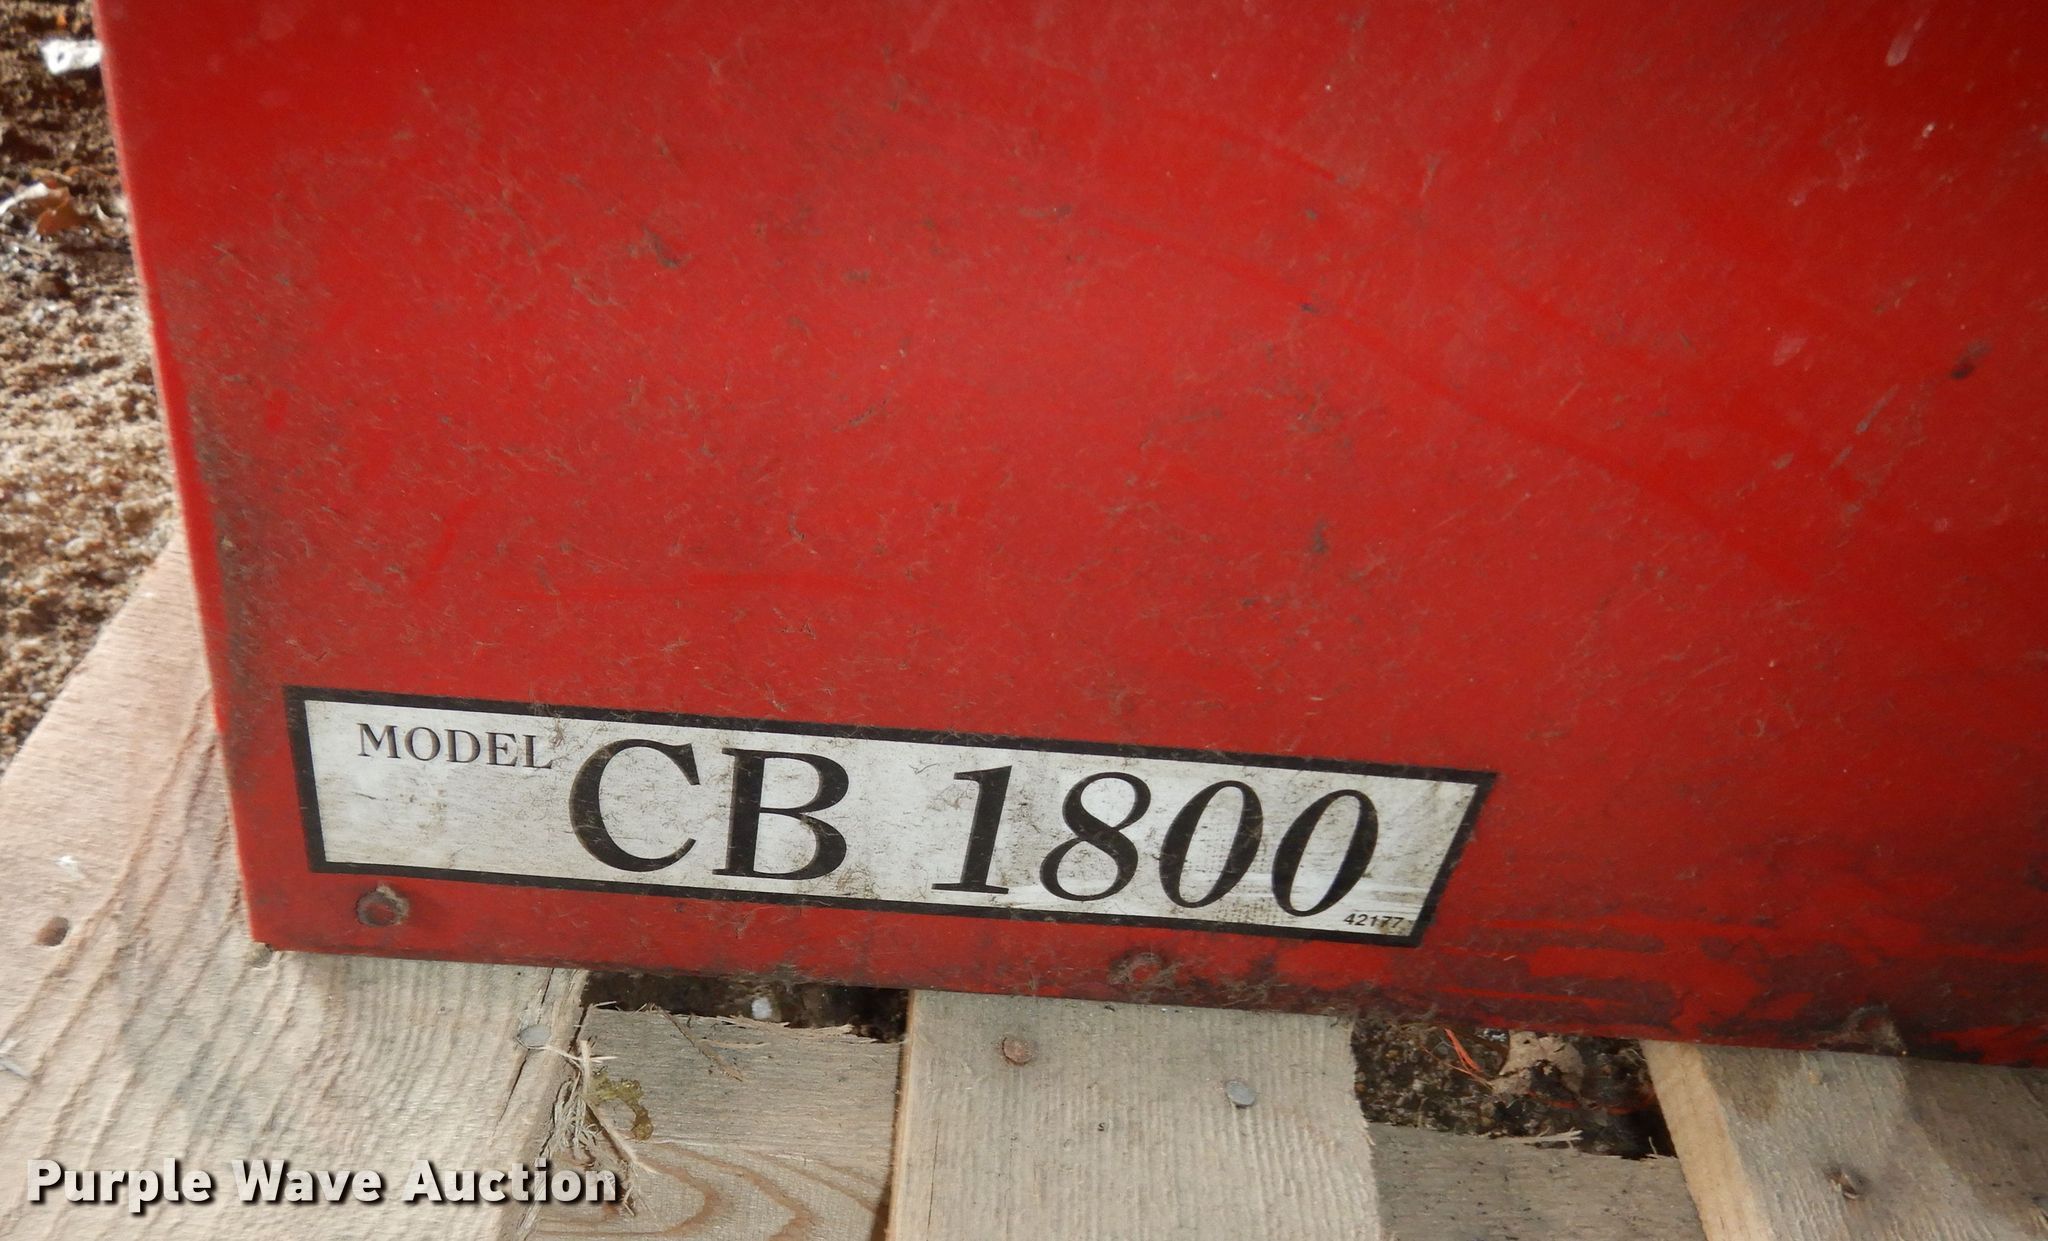 MODEL CB 1800
42177
Purple Wave Auction